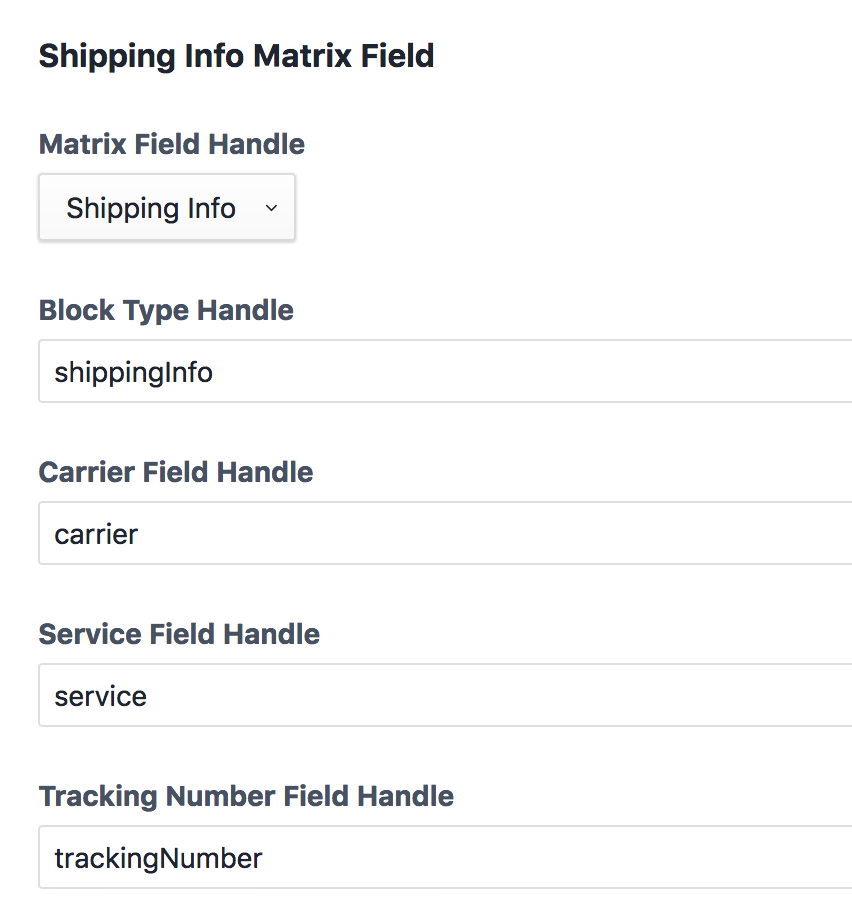 Shipping Info Matrix Field
Matrix Field Handle
Shipping Info
Block Type Handle
shippingInfo
Carrier Field Handle
carrier
Service Field Handle
service
Tracking Number Field Handle
trackingNumber